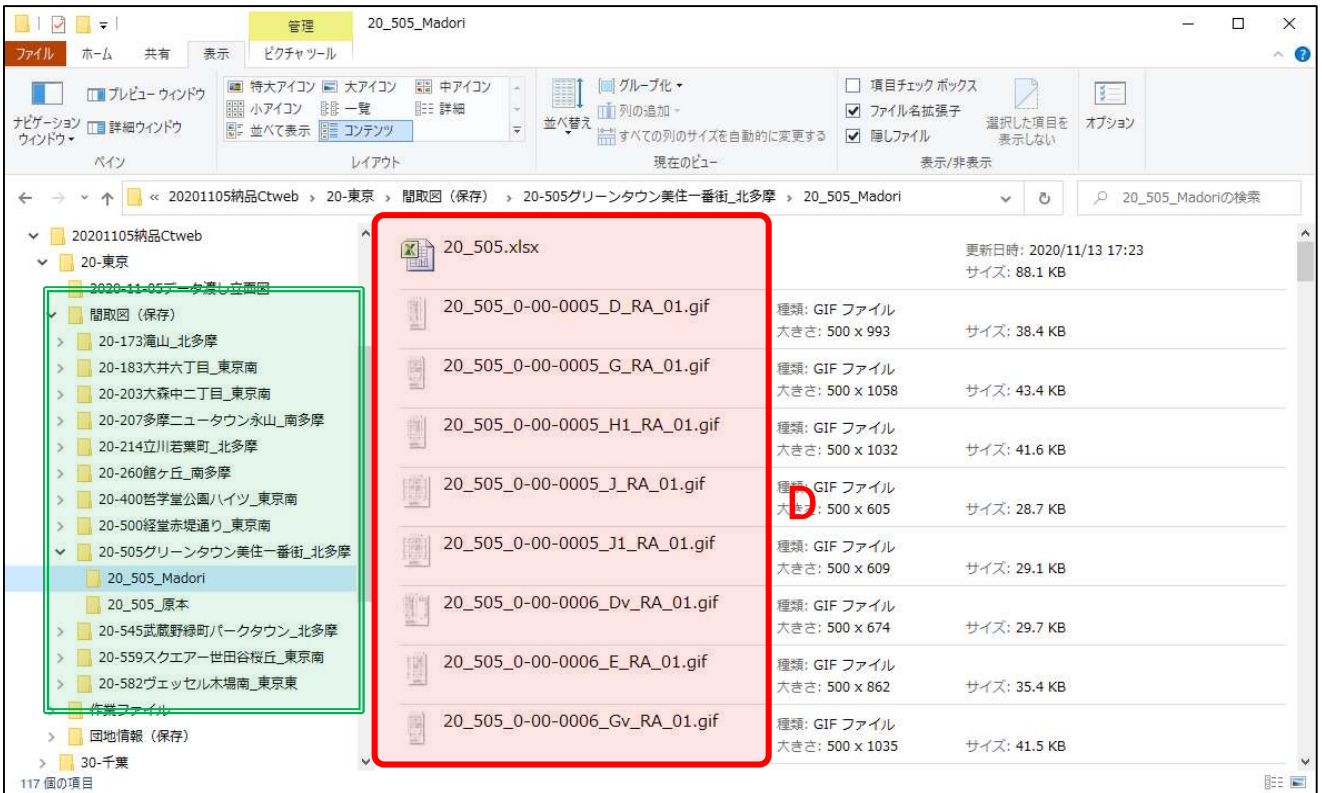 管理
20_505_Madori
ファイル ホーム 共有 表示 ピクチャ ツール
ナビゲーション ウィンドウ
プレビュー ウィンドウ
詳細ウィンドウ
ペイン
特大アイコン 大アイコン 中アイコン
小アイコン 一覧 詳細
並べて表示 コンテンツ
レイアウト
並べ替え
グループ化
列の追加
すべての列のサイズを自動的に変更する
現在のビュー
項目チェック ボックス
ファイル名拡張子
隠しファイル
選択した項目を
表示しない
表示/非表示
オプション
« 20201105納品Ctweb › 20-東京 › 間取図（保存） › 20-505グリーンタウン美住一番街_北多摩 › 20_505_Madori
20_505_Madoriの検索
20201105納品Ctweb
20-東京
2020-11-05データ渡し立面図
間取図（保存）
20-173滝山_北多摩
20-183大井六丁目_東京南
20-203大森中二丁目_東京南
20-207多摩ニュータウン永山_南多摩
20-214立川若葉町_北多摩
20-260館ヶ丘_南多摩
20-400哲学堂公園ハイツ_東京南
20-500経堂赤堤通り_東京南
20-505グリーンタウン美住一番街_北多摩
20_505_Madori
20_505_原本
20-545武蔵野緑町パークタウン_北多摩
20-559スクエアー世田谷桜丘_東京南
20-582ヴェッセル木場南_東京東
作業ファイル
団地情報（保存）
30-千葉
20_505.xlsx
更新日時: 2020/11/13 17:23
サイズ: 88.1 KB
20_505_0-00-0005_D_RA_01.gif
種類: GIF ファイル
大きさ: 500 x 993 サイズ: 38.4 KB
20_505_0-00-0005_G_RA_01.gif
種類: GIF ファイル
大きさ: 500 x 1058 サイズ: 43.4 KB
20_505_0-00-0005_H1_RA_01.gif
種類: GIF ファイル
大きさ: 500 x 1032 サイズ: 41.6 KB
20_505_0-00-0005_J_RA_01.gif
種類: GIF ファイル
D
大きさ: 500 x 605 サイズ: 28.7 KB
20_505_0-00-0005_J1_RA_01.gif
種類: GIF ファイル
大きさ: 500 x 609 サイズ: 29.1 KB
20_505_0-00-0006_Dv_RA_01.gif
種類: GIF ファイル
大きさ: 500 x 674 サイズ: 29.7 KB
20_505_0-00-0006_E_RA_01.gif
種類: GIF ファイル
大きさ: 500 x 862 サイズ: 35.4 KB
20_505_0-00-0006_Gv_RA_01.gif
種類: GIF ファイル
大きさ: 500 x 1035 サイズ: 41.5 KB
117 個の項目